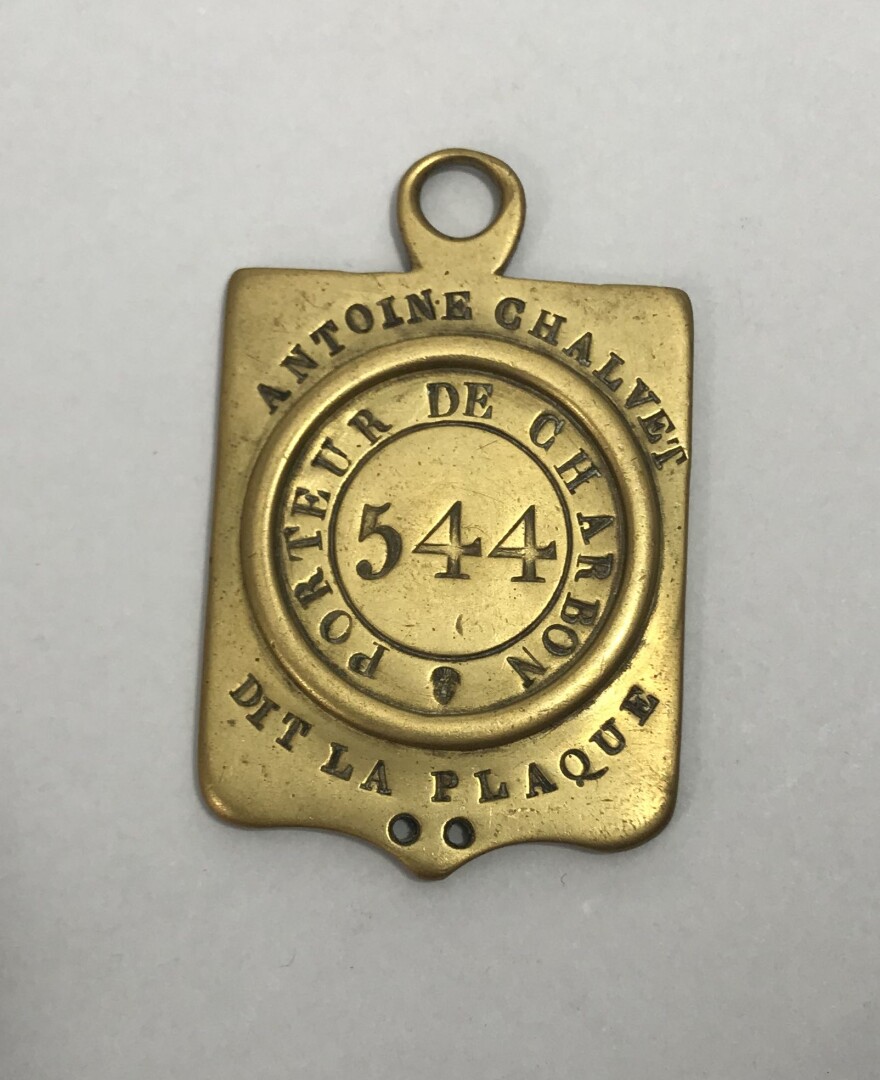 ANTOINE CHALVET
PORTEUR DE CHARBON
544
DIT LA PLAQUE